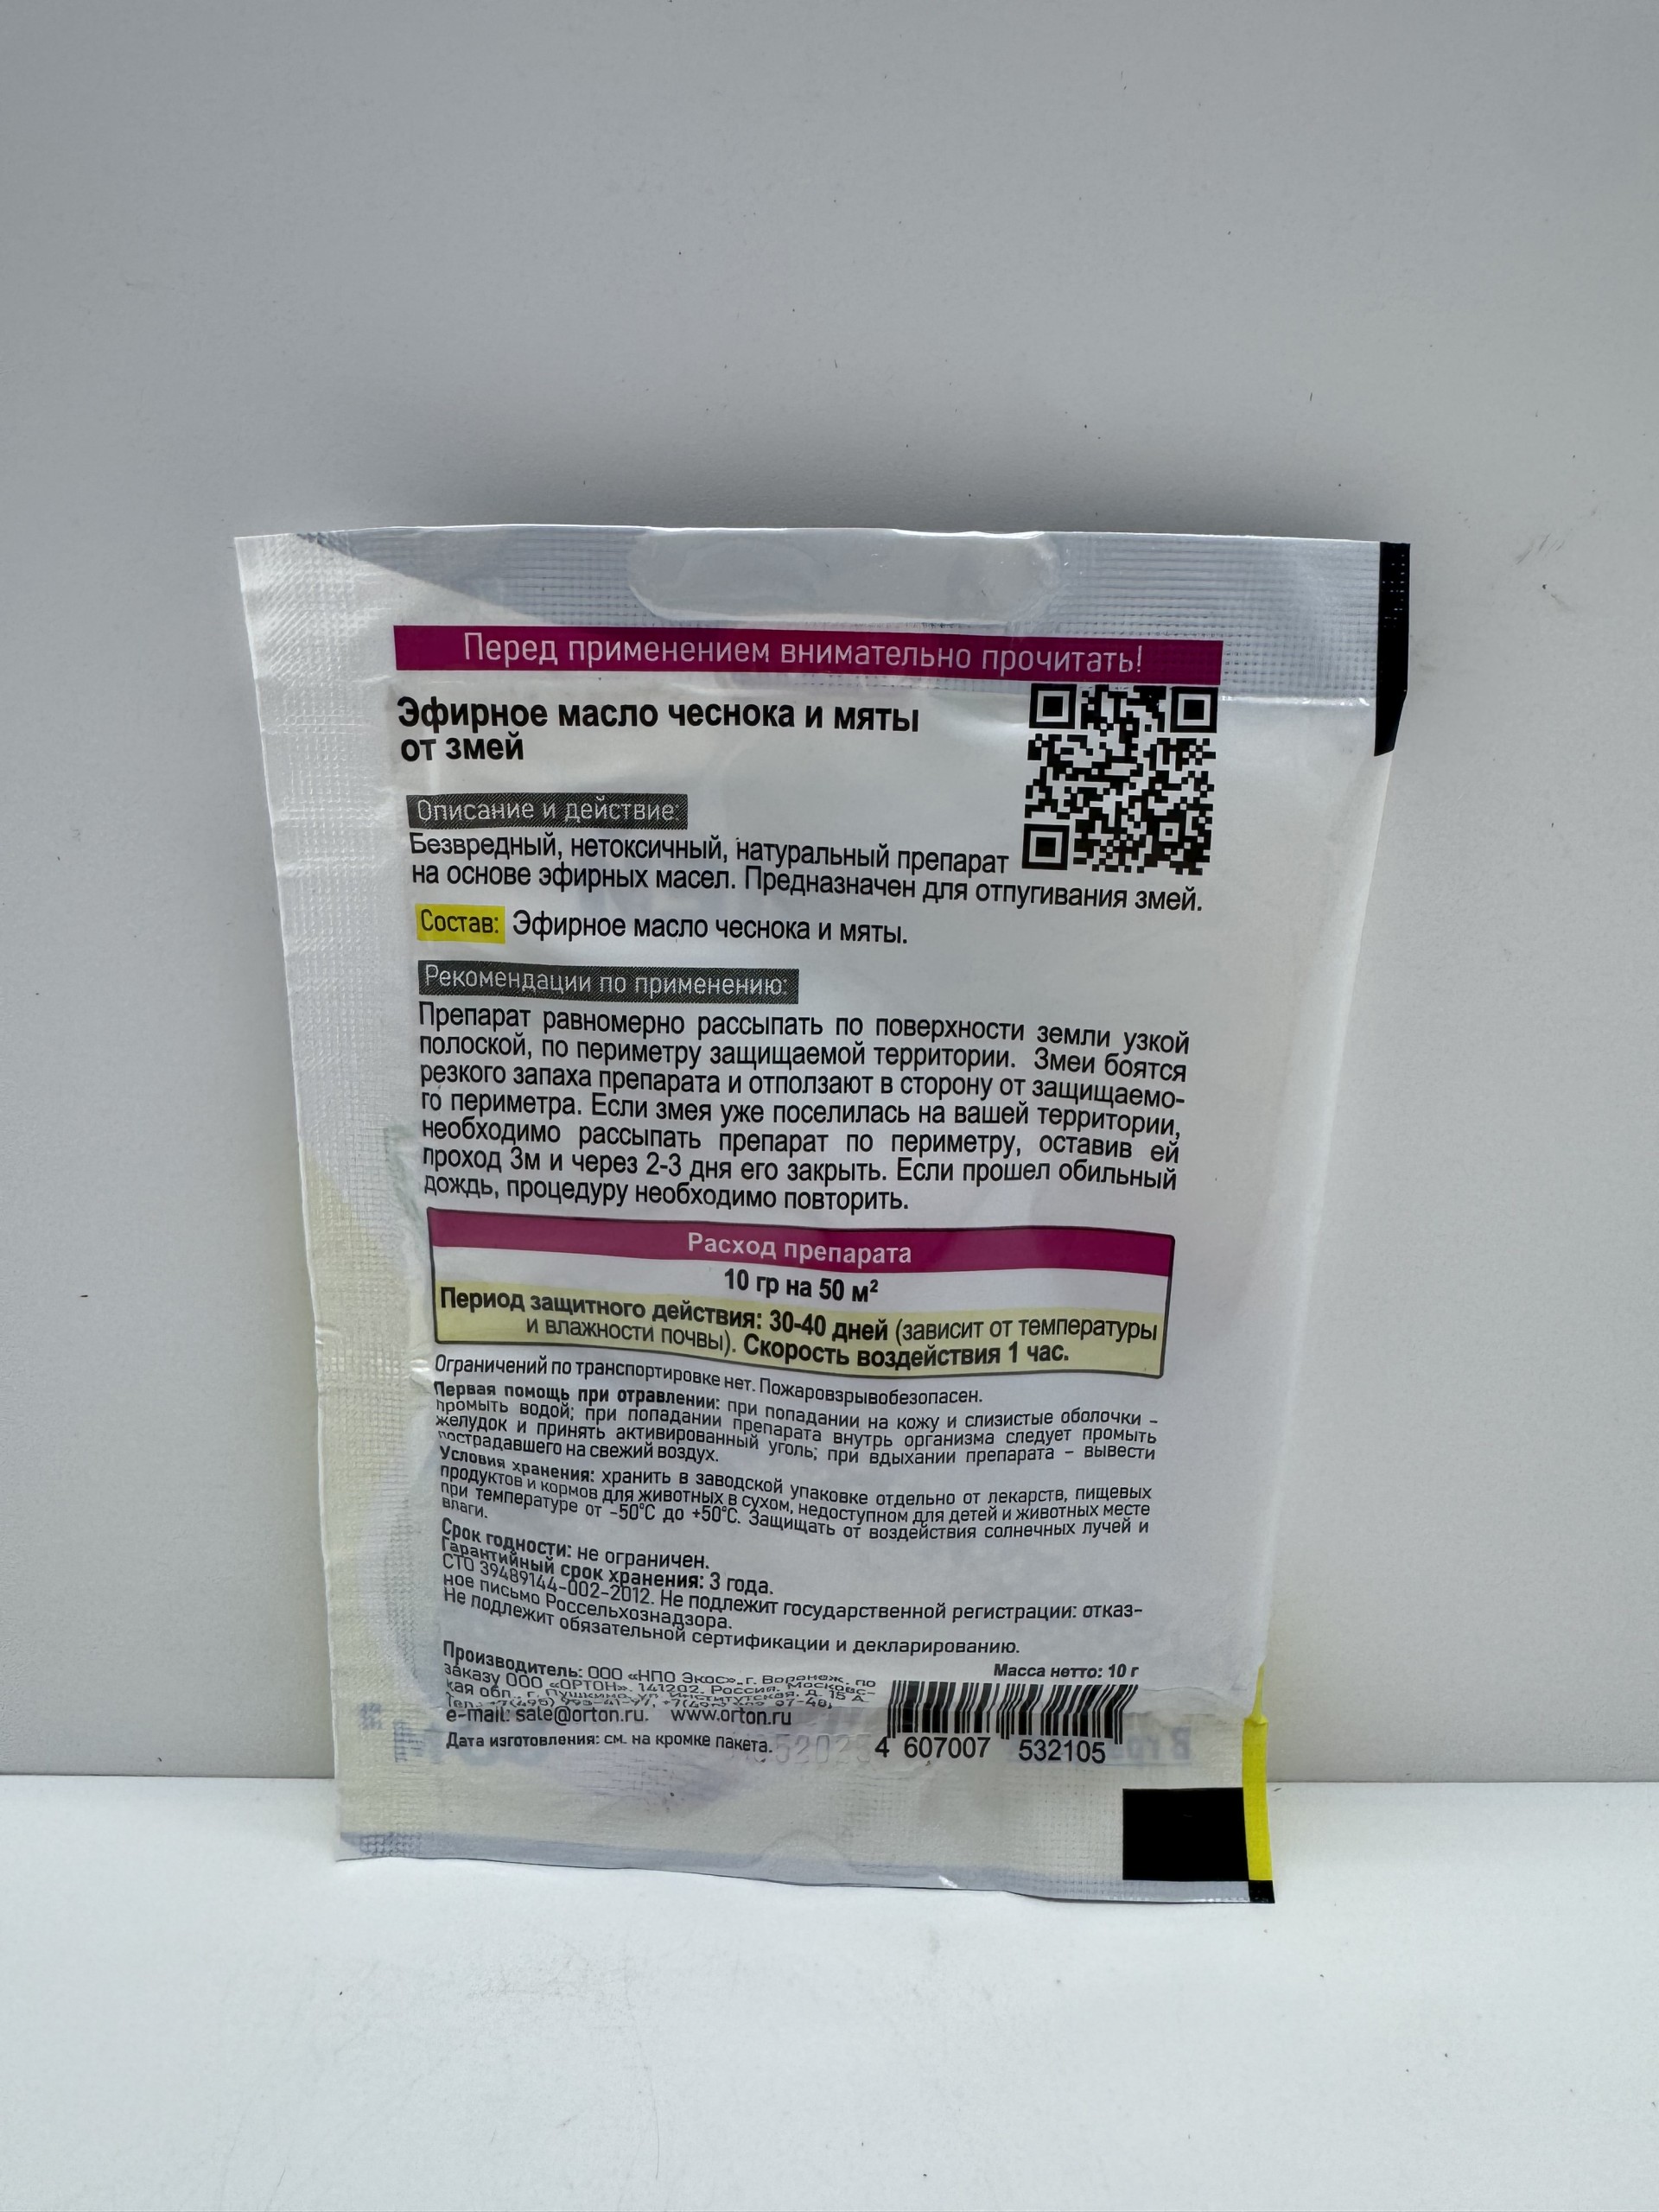 Перед применением внимательно прочитать!
Эфирное масло чеснока и мяты
от змей
Описание и действие:
Безвредный, нетоксичный, натуральный препарат
на основе эфирных масел. Предназначен для отпугивания змей.
Состав: Эфирное масло чеснока и мяты.
Рекомендации по применению:
Препарат равномерно рассыпать по поверхности земли узкой
полоской, по периметру защищаемой территории. Змеи боятся
резкого запаха препарата и отползают в сторону от защищаемо-
го периметра. Если змея уже поселилась на вашей территории,
необходимо рассыпать препарат по периметру, оставив ей
проход 3м и через 2-3 дня его закрыть. Если прошел обильный
дождь, процедуру необходимо повторить.
Расход препарата
10 гр на 50 м²
Период защитного действия: 30-40 дней (зависит от температуры
и влажности почвы). Скорость воздействия 1 час.
Ограничений по транспортировке нет. Пожаровзрывобезопасен.
Первая помощь при отравлении: при попадании на кожу и слизистые оболочки –
промыть водой; при попадании препарата внутрь организма следует промыть
желудок и принять активированный уголь; при вдыхании препарата – вывести
пострадавшего на свежий воздух.
Условия хранения: хранить в заводской упаковке отдельно от лекарств, пищевых
продуктов и кормов для животных в сухом, недоступном для детей и животных месте
при температуре от –50°С до +50°С. Защищать от воздействия солнечных лучей и
влаги.
Срок годности: не ограничен.
Гарантийный срок хранения: 3 года.
СТО 39489144-002-2012. Не подлежит государственной регистрации: отказ-
ное письмо Россельхознадзора.
Не подлежит обязательной сертификации и декларированию.
Масса нетто: 10 г
Производитель: ООО «НПО Экос», г. Воронеж, по
заказу ООО «ОРТОН». 141202, Россия, Московс-
кая обл., г. Пушкино, ул. Институтская, д. 15 А.
e-mail: sale@orton.ru. www.orton.ru
Дата изготовления: см. на кромке пакета.
4 607007 532105